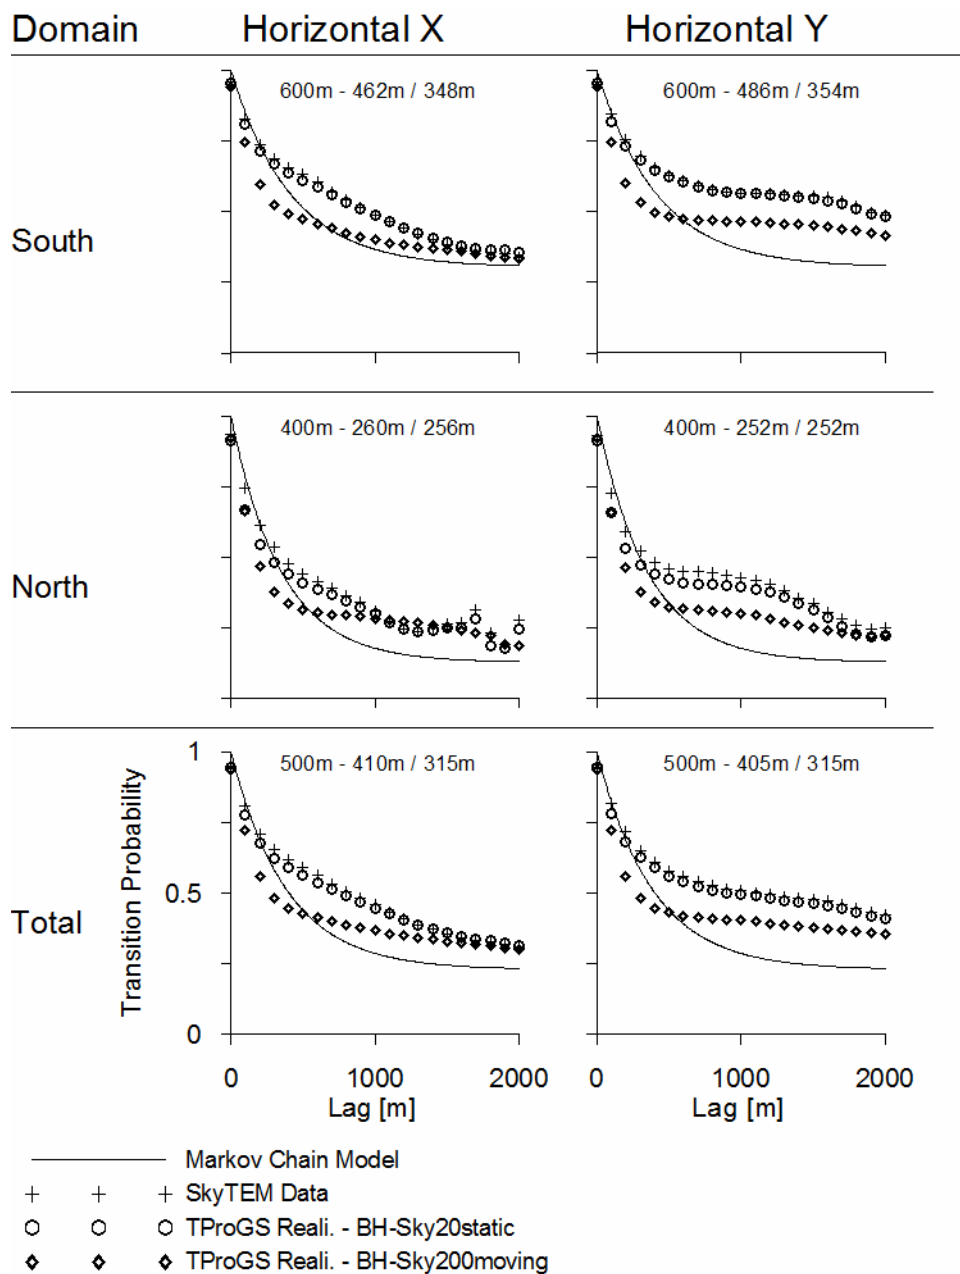 Domain Horizontal X Horizontal Y
600m - 462m / 348m 600m - 486m / 354m
South
400m - 260m / 256m 400m - 252m / 252m
North
1
500m - 410m / 315m 500m - 405m / 315m
Transition Probability
0.5
Total
0
0 1000 2000 0 1000 2000
Lag [m] Lag [m]
Markov Chain Model
SkyTEM Data
TProGS Reali. - BH-Sky20static
TProGS Reali. - BH-Sky200moving